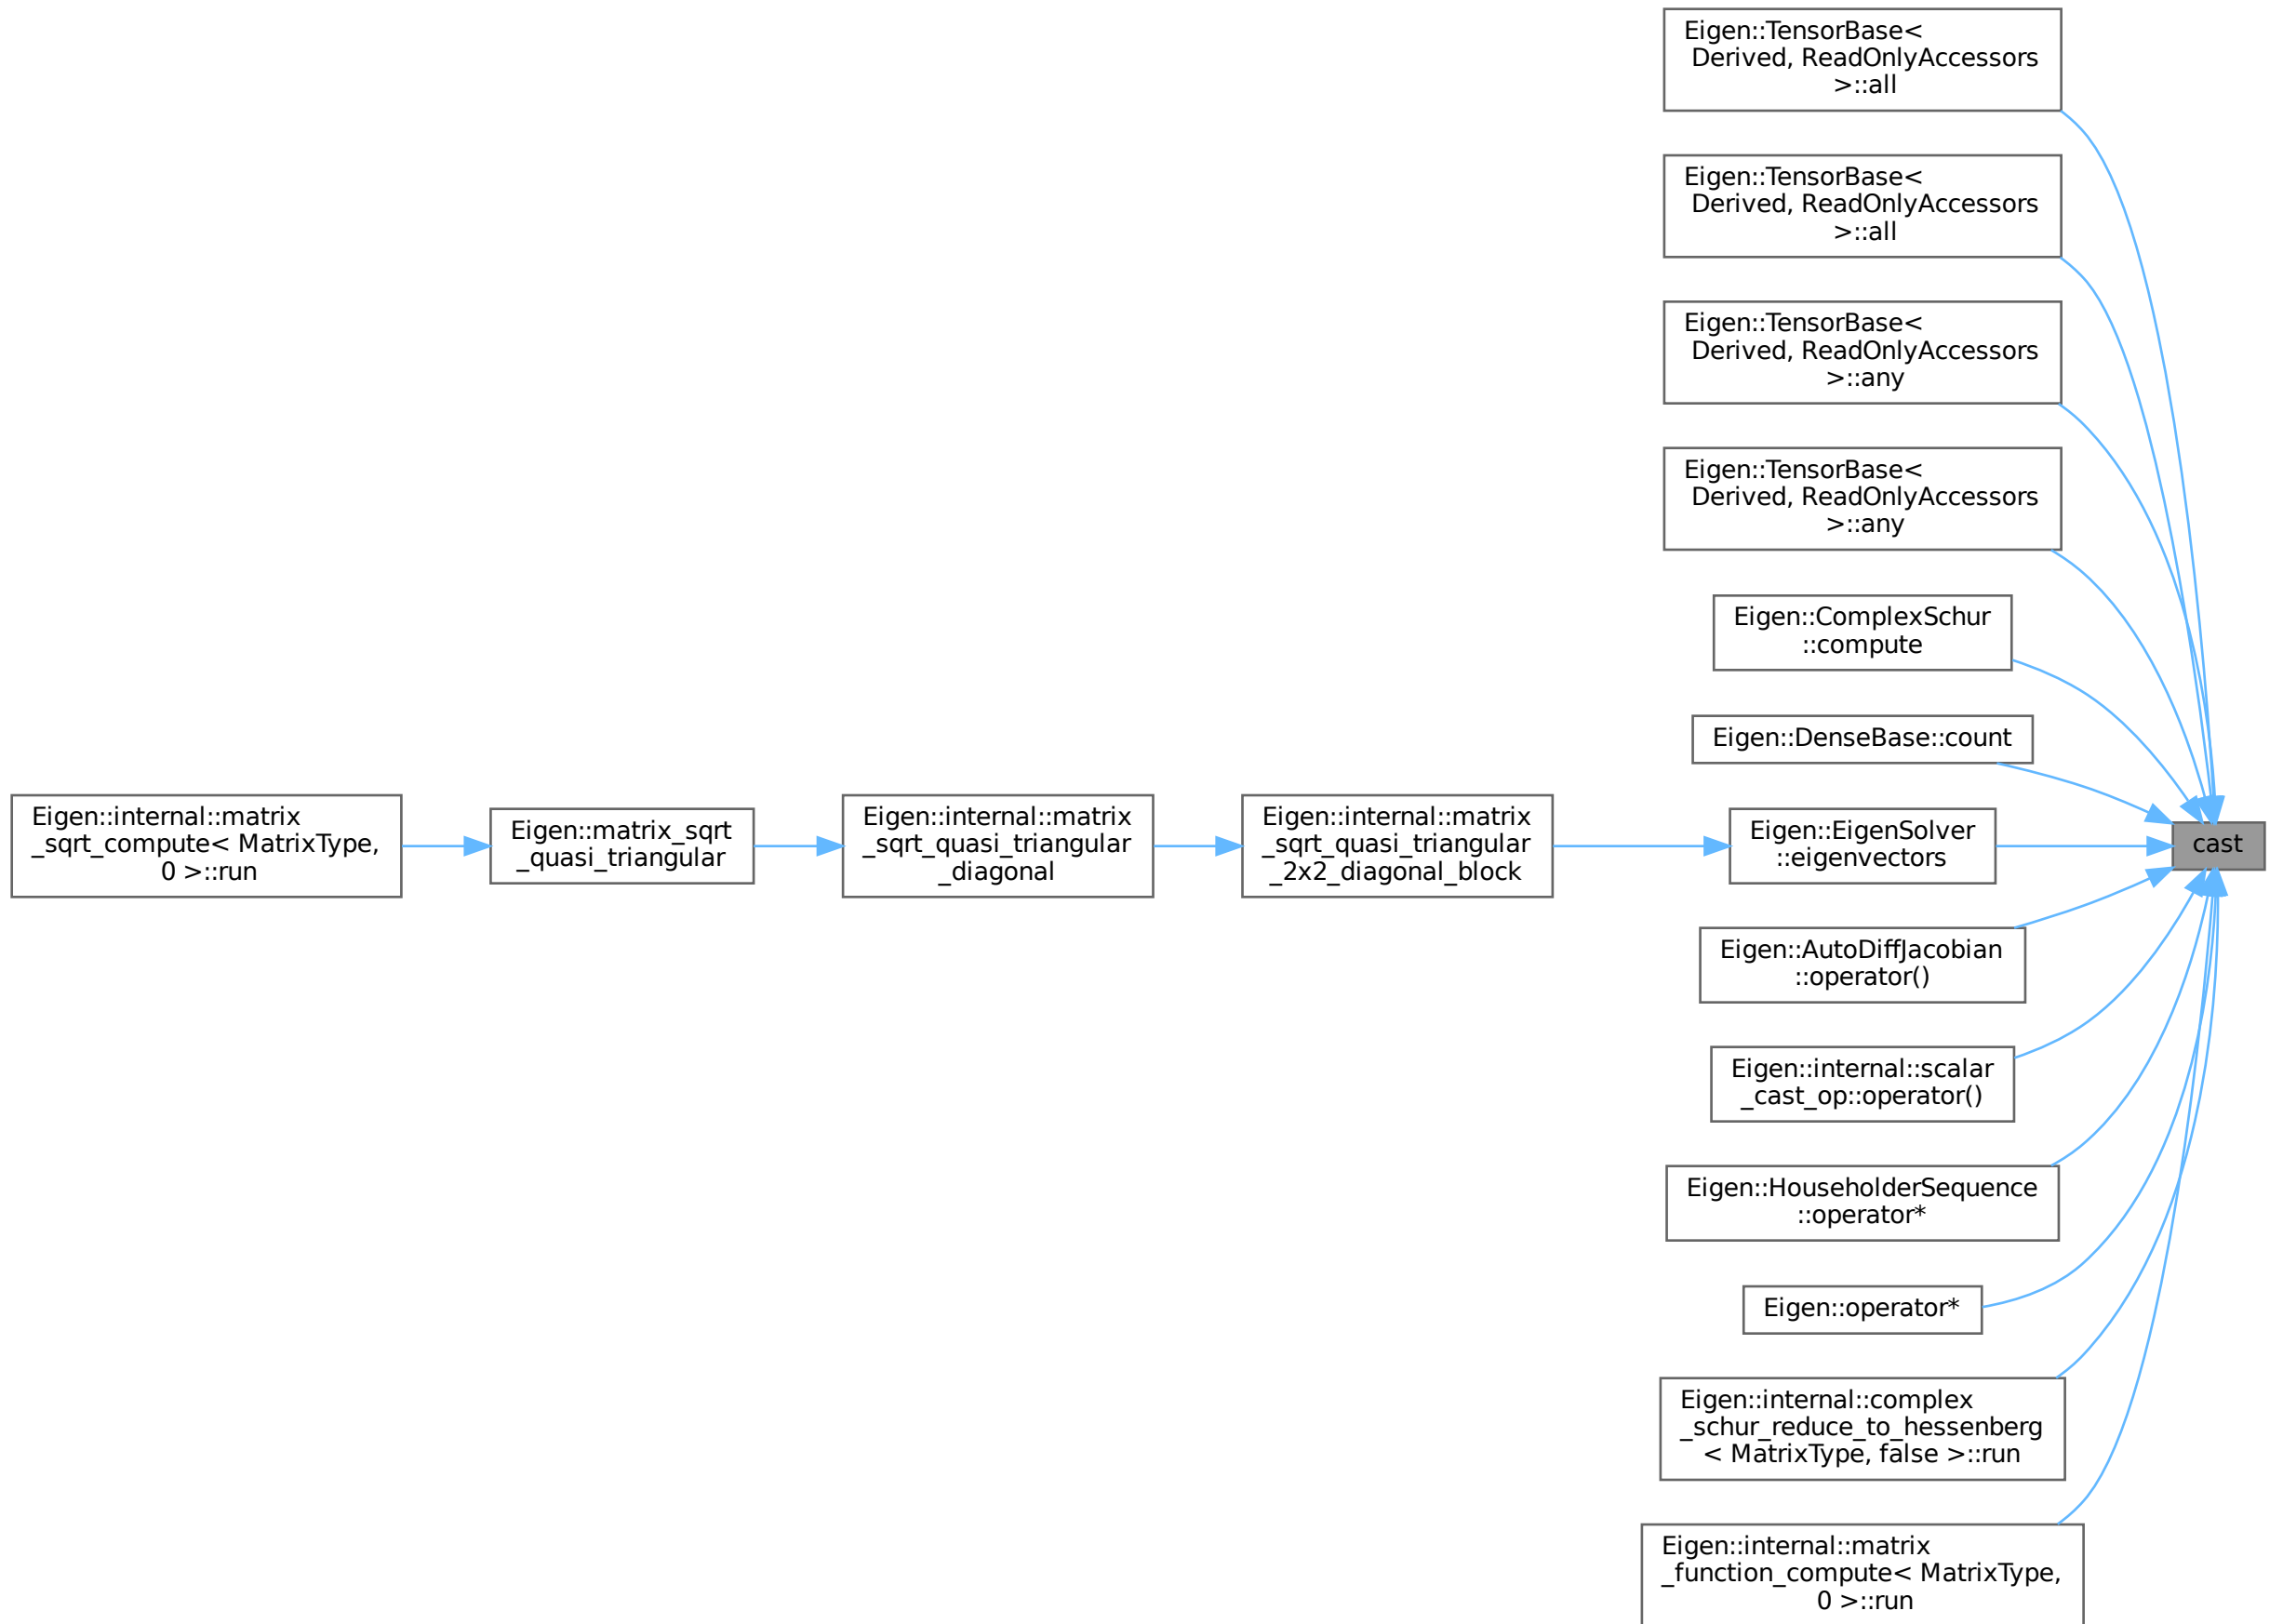 Eigen::TensorBase<
Derived, ReadOnlyAccessors
>::all
Eigen::TensorBase<
Derived, ReadOnlyAccessors
>::all
Eigen::TensorBase<
Derived, ReadOnlyAccessors
>::any
Eigen::TensorBase<
Derived, ReadOnlyAccessors
>::any
Eigen::ComplexSchur
::compute
Eigen::DenseBase::count
Eigen::internal::matrix
_sqrt_compute< MatrixType,
0 >::run
Eigen::matrix_sqrt
_quasi_triangular
Eigen::internal::matrix
_sqrt_quasi_triangular
_diagonal
Eigen::internal::matrix
_sqrt_quasi_triangular
_2x2_diagonal_block
Eigen::EigenSolver
::eigenvectors
cast
Eigen::AutoDiffJacobian
::operator()
Eigen::internal::scalar
_cast_op::operator()
Eigen::HouseholderSequence
::operator*
Eigen::operator*
Eigen::internal::complex
_schur_reduce_to_hessenberg
< MatrixType, false >::run
Eigen::internal::matrix
_function_compute< MatrixType,
0 >::run